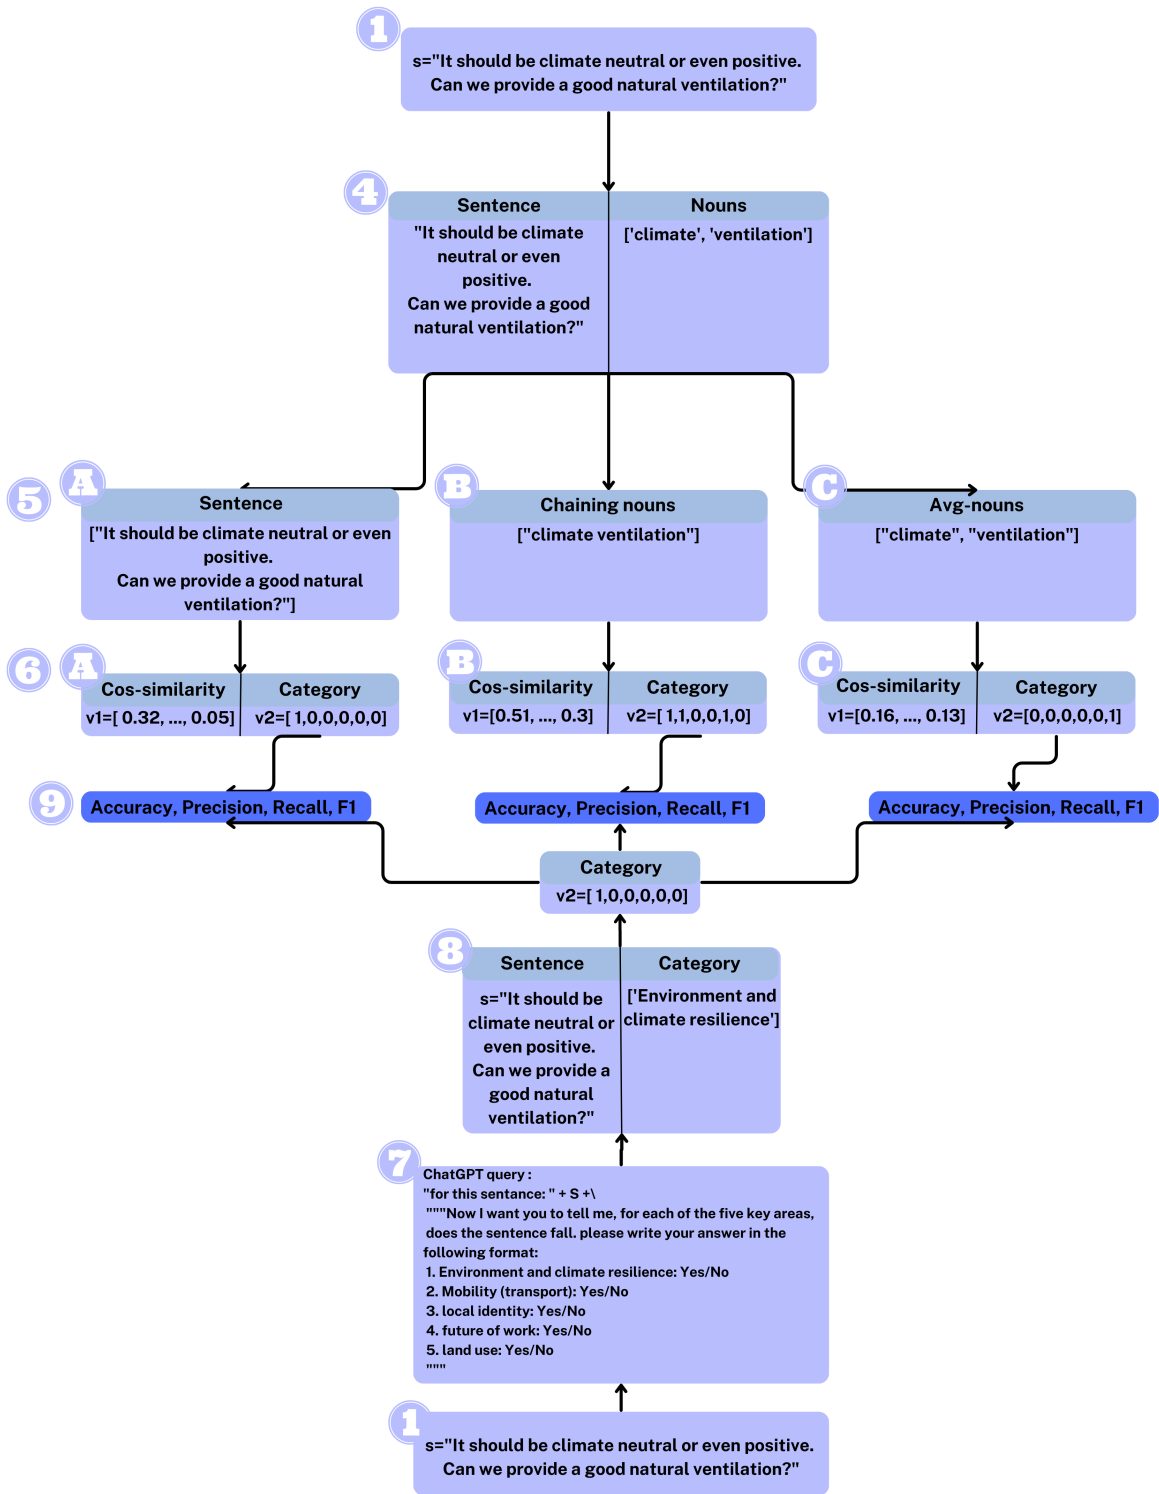 1
s="It should be climate neutral or even positive.
Can we provide a good natural ventilation?"
4
Sentence
Nouns
"It should be climate
neutral or even
positive.
Can we provide a good
natural ventilation?"
['climate', 'ventilation']
5
A
Sentence
["It should be climate neutral or even
positive.
Can we provide a good natural
ventilation?"]
B
Chaining nouns
["climate ventilation"]
C
Avg-nouns
["climate", "ventilation"]
6
A
Cos-similarity
Category
v1=[ 0.32, ..., 0.05]
v2=[ 1,0,0,0,0,0]
B
Cos-similarity
Category
v1=[0.51, ..., 0.3]
v2=[ 1,1,0,0,1,0]
C
Cos-similarity
Category
v1=[0.16, ..., 0.13]
v2=[0,0,0,0,0,1]
9
Accuracy, Precision, Recall, F1
Accuracy, Precision, Recall, F1
Accuracy, Precision, Recall, F1
Category
v2=[ 1,0,0,0,0,0]
8
Sentence
Category
s="It should be
climate neutral or
even positive.
Can we provide a
good natural
ventilation?"
['Environment and
climate resilience']
7
ChatGPT query :
"for this sentance: " + S +\
"""Now I want you to tell me, for each of the five key areas,
does the sentence fall. please write your answer in the
following format:
1. Environment and climate resilience: Yes/No
2. Mobility (transport): Yes/No
3. local identity: Yes/No
4. future of work: Yes/No
5. land use: Yes/No
"""
1
s="It should be climate neutral or even positive.
Can we provide a good natural ventilation?"